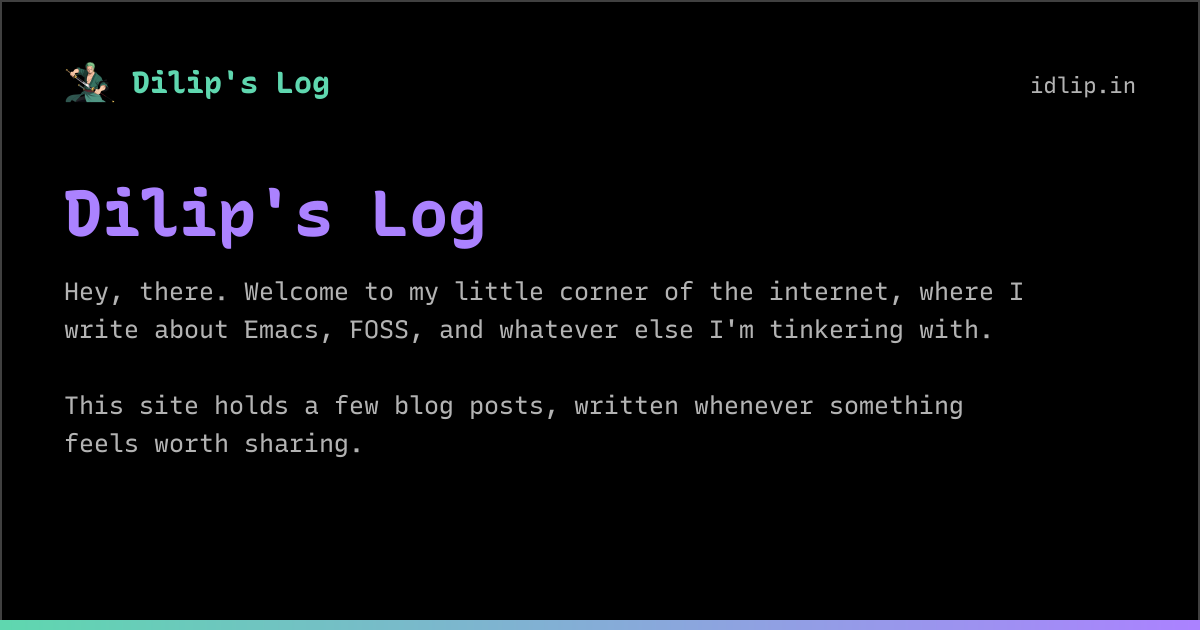 Dilip's Log
idlip.in
Dilip's Log
Hey, there. Welcome to my little corner of the internet, where I
write about Emacs, FOSS, and whatever else I'm tinkering with.
This site holds a few blog posts, written whenever something
feels worth sharing.